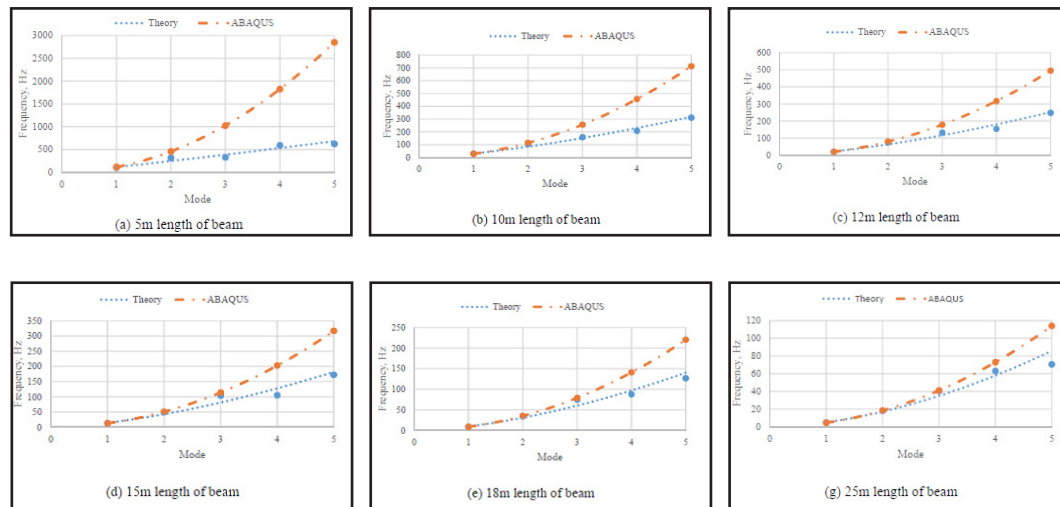 Theory ABAQUS
3000
2500
2000
1500
1000
500
0
Frequency, Hz
0 1 2 3 4 5
Mode
(a) 5m length of beam
Theory ABAQUS
800
700
600
500
400
300
200
100
0
Frequency, Hz
0 1 2 3 4 5
Mode
(b) 10m length of beam
Theory ABAQUS
600
500
400
300
200
100
0
Frequency, Hz
0 1 2 3 4 5
Mode
(c) 12m length of beam
Theory ABAQUS
350
300
250
200
150
100
50
0
Frequency, Hz
0 1 2 3 4 5
Mode
(d) 15m length of beam
Theory ABAQUS
250
200
150
100
50
0
Frequency, Hz
0 1 2 3 4 5
Mode
(e) 18m length of beam
Theory ABAQUS
120
100
80
60
40
20
0
Frequency, Hz
0 1 2 3 4 5
Mode
(g) 25m length of beam